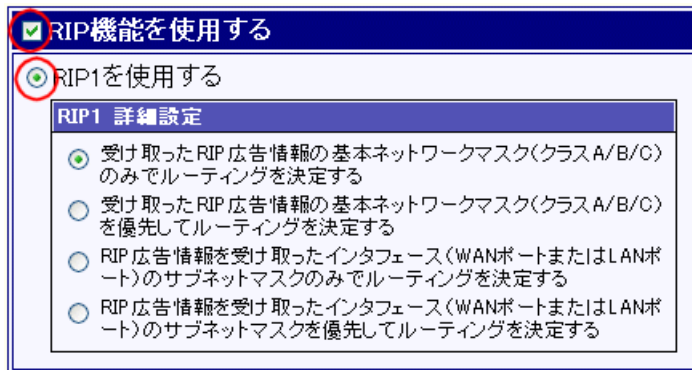 RIP機能を使用する
RIP1を使用する
RIP1 詳細設定
受け取ったRIP広告情報の基本ネットワークマスク(クラスA/B/C)
のみでルーティングを決定する
受け取ったRIP広告情報の基本ネットワークマスク(クラスA/B/C)
を優先してルーティングを決定する
RIP広告情報を受け取ったインタフェース(WANポートまたはLANポ
ート)のサブネットマスクのみでルーティングを決定する
RIP広告情報を受け取ったインタフェース(WANポートまたはLANポ
ート)のサブネットマスクを優先してルーティングを決定する